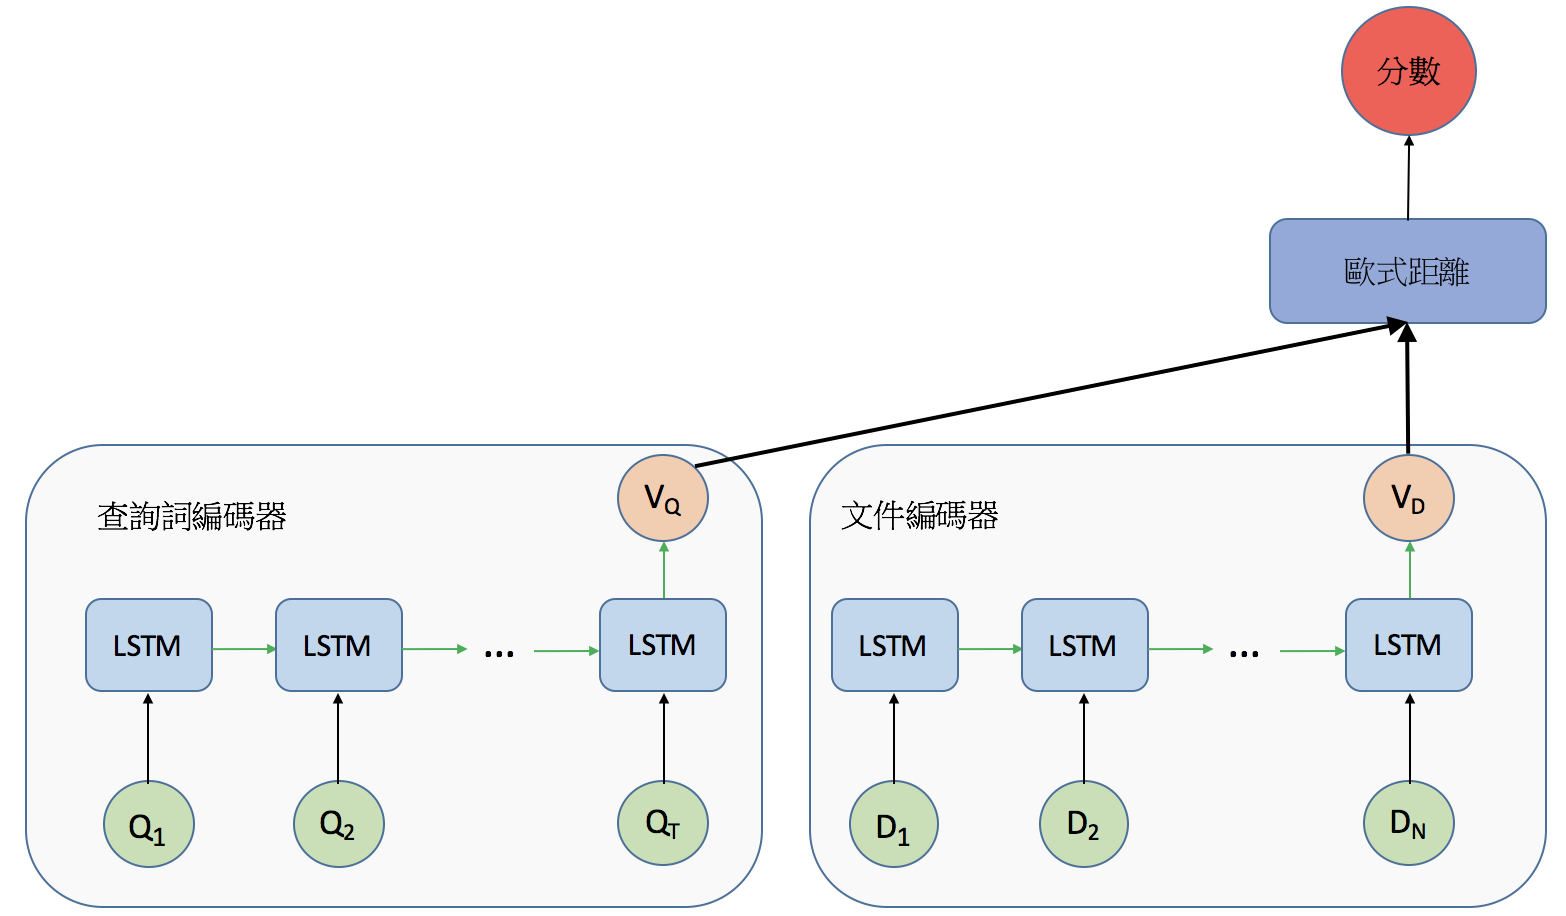 分數
歐式距離
查詢詞編碼器
V_Q
文件編碼器
V_D
LSTM LSTM ... LSTM
LSTM LSTM ... LSTM
Q_1 Q_2 Q_T
D_1 D_2 D_N